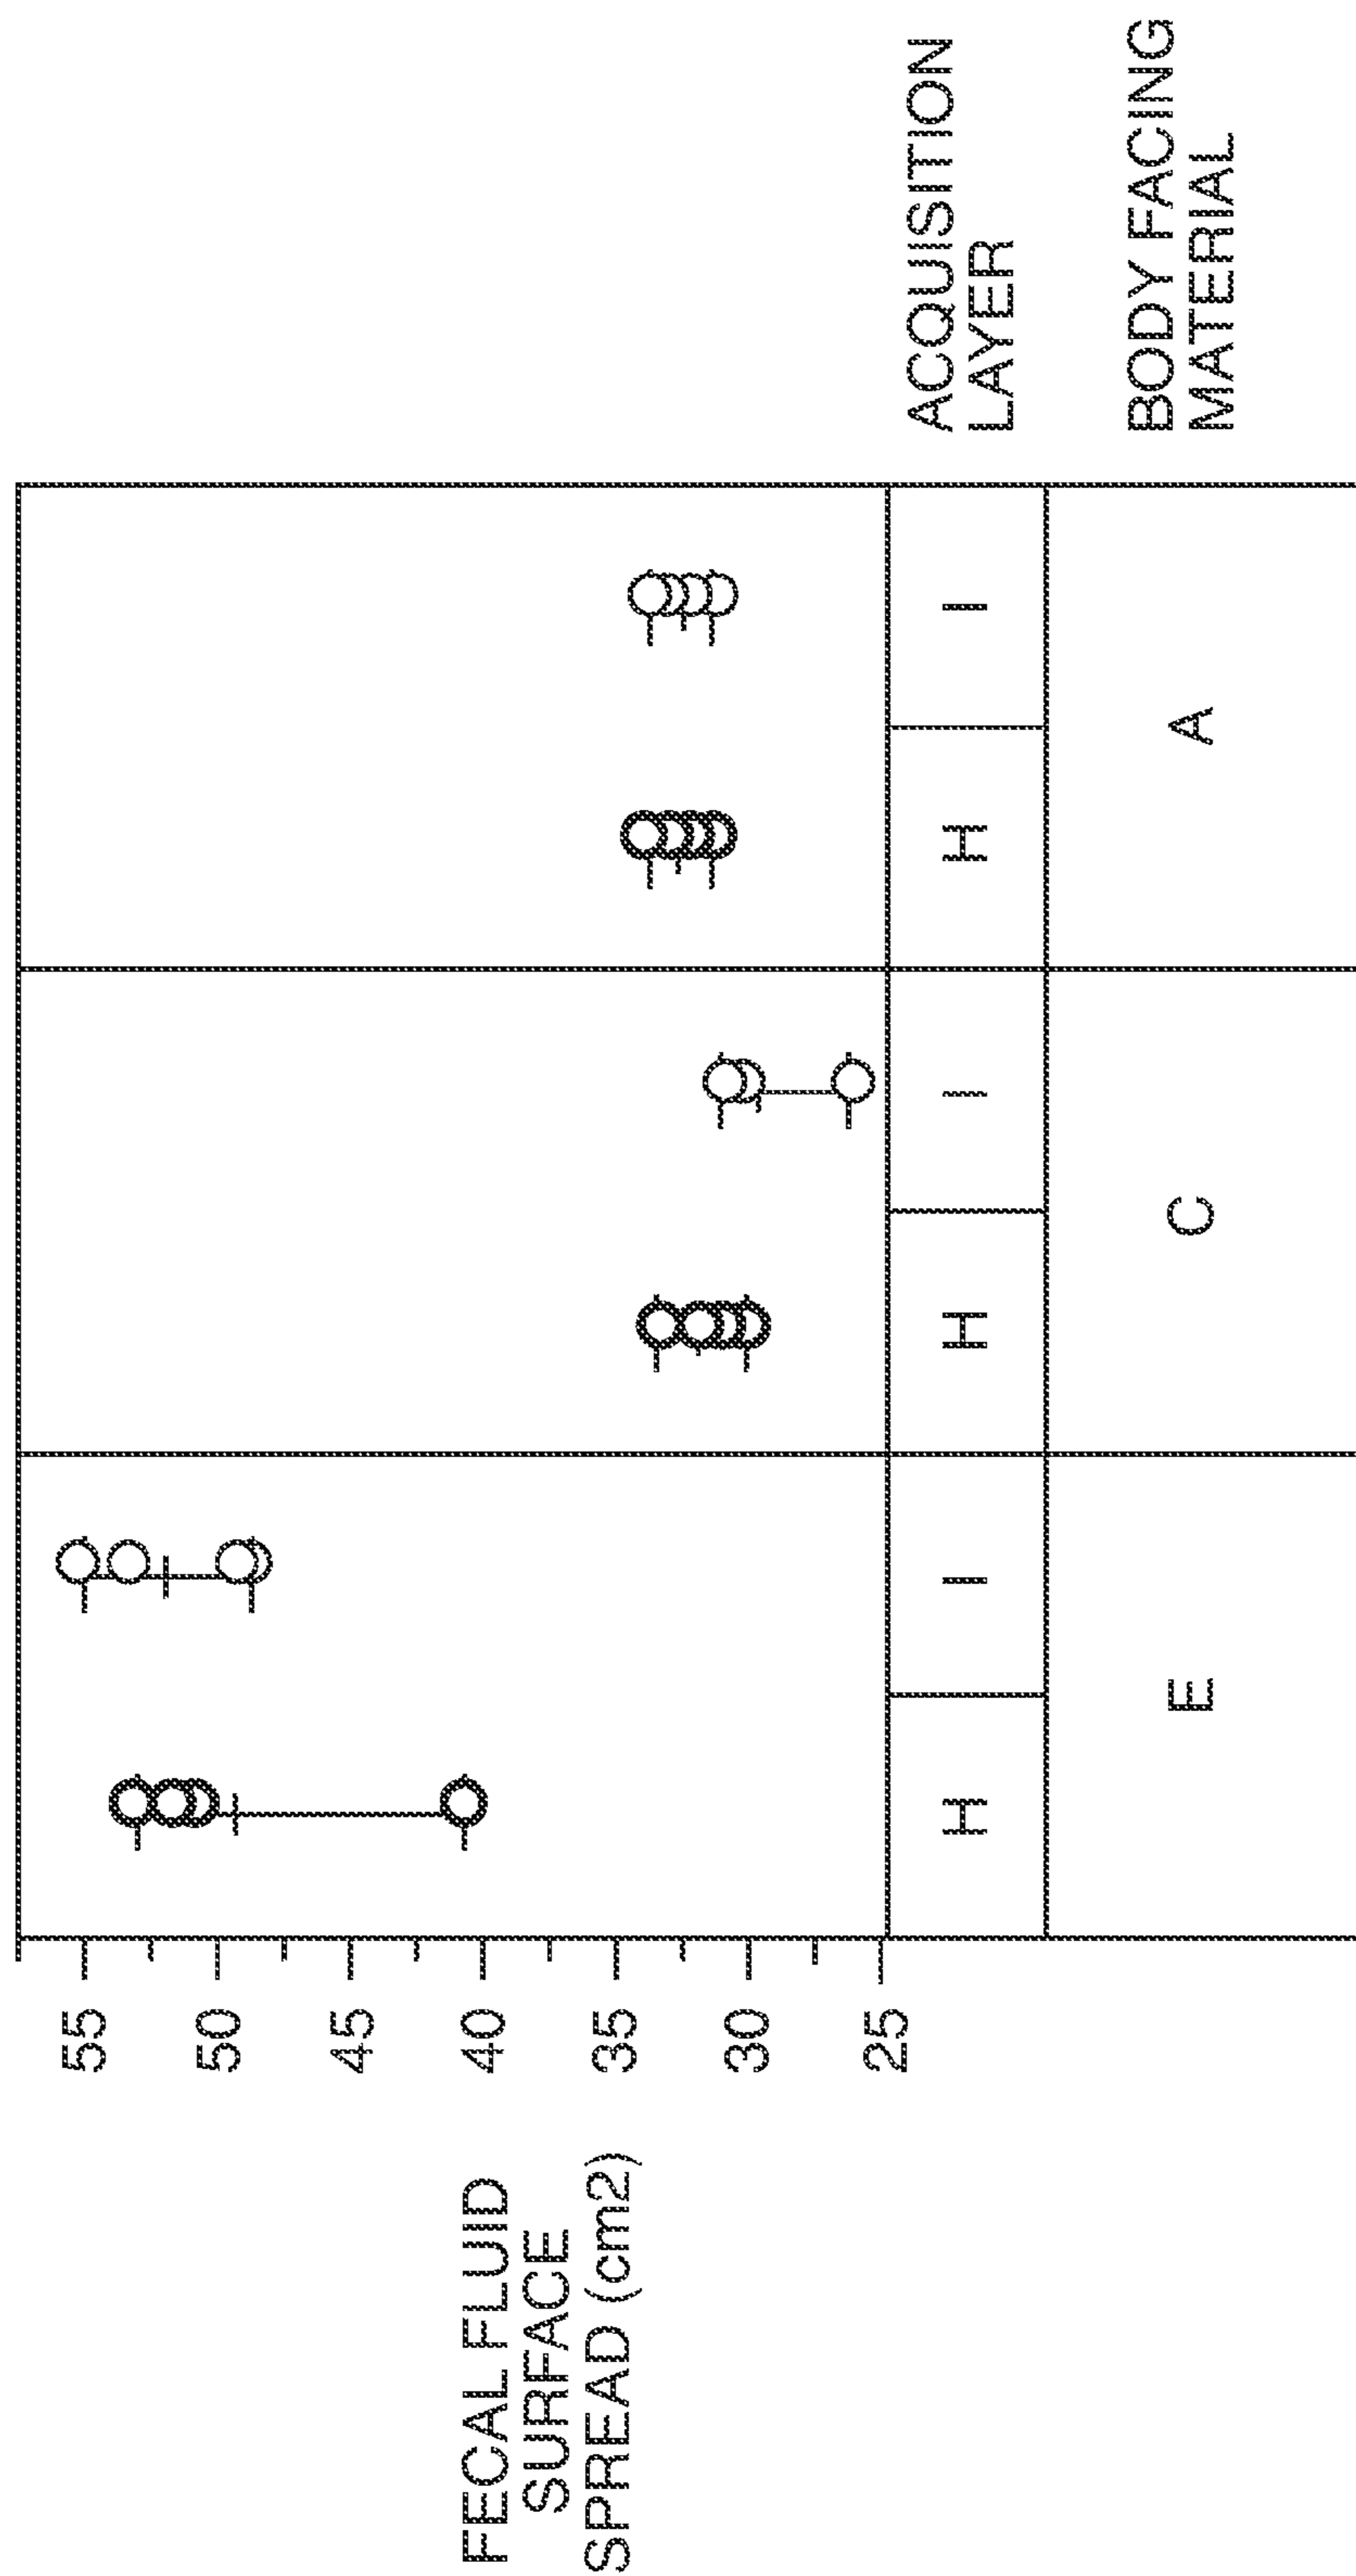 FECAL FLUID
SURFACE
SPREAD (cm2)
55
50
45
40
35
30
25
H
I
H
I
H
I
ACQUISITION
LAYER
E
C
A
BODY FACING
MATERIAL